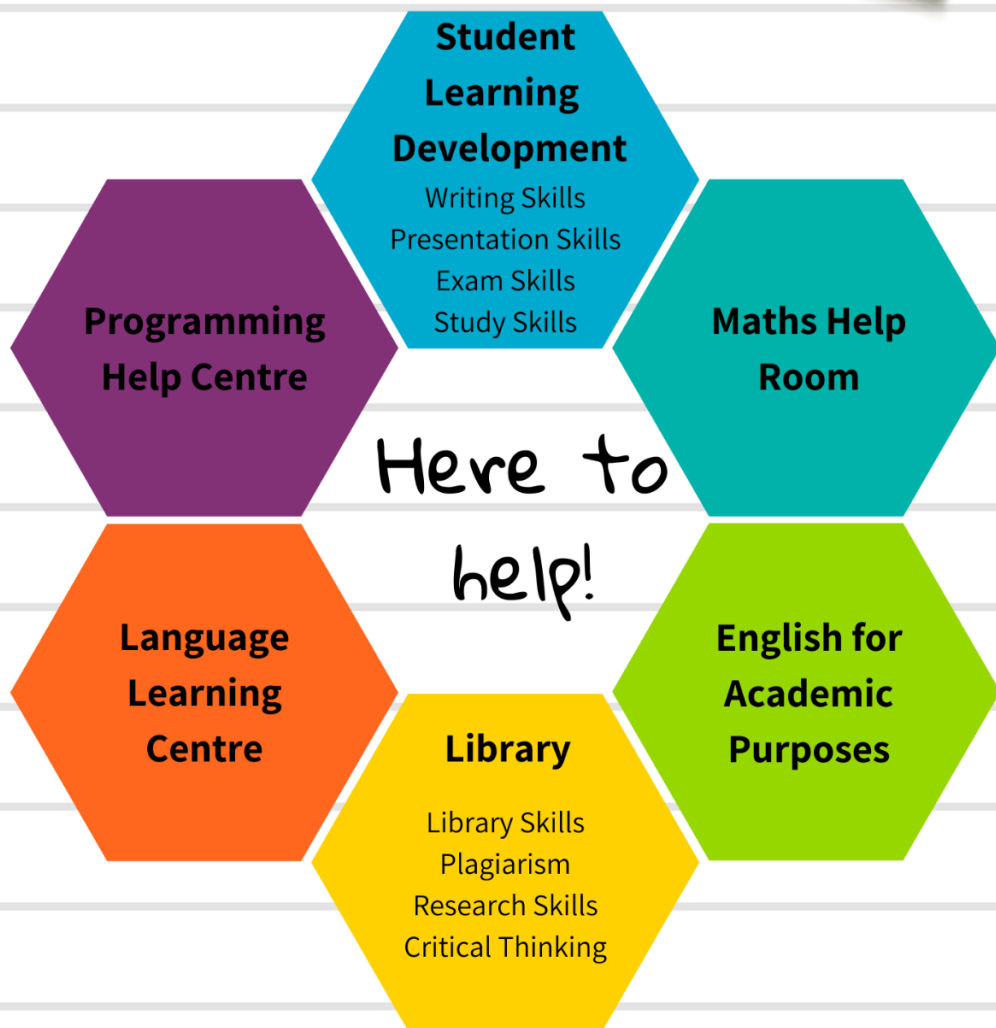 Student
Learning
Development
Writing Skills
Presentation Skills
Exam Skills
Study Skills
Programming
Help Centre
Maths Help
Room
Here to
help!
Language
Learning
Centre
English for
Academic
Purposes
Library
Library Skills
Plagiarism
Research Skills
Critical Thinking